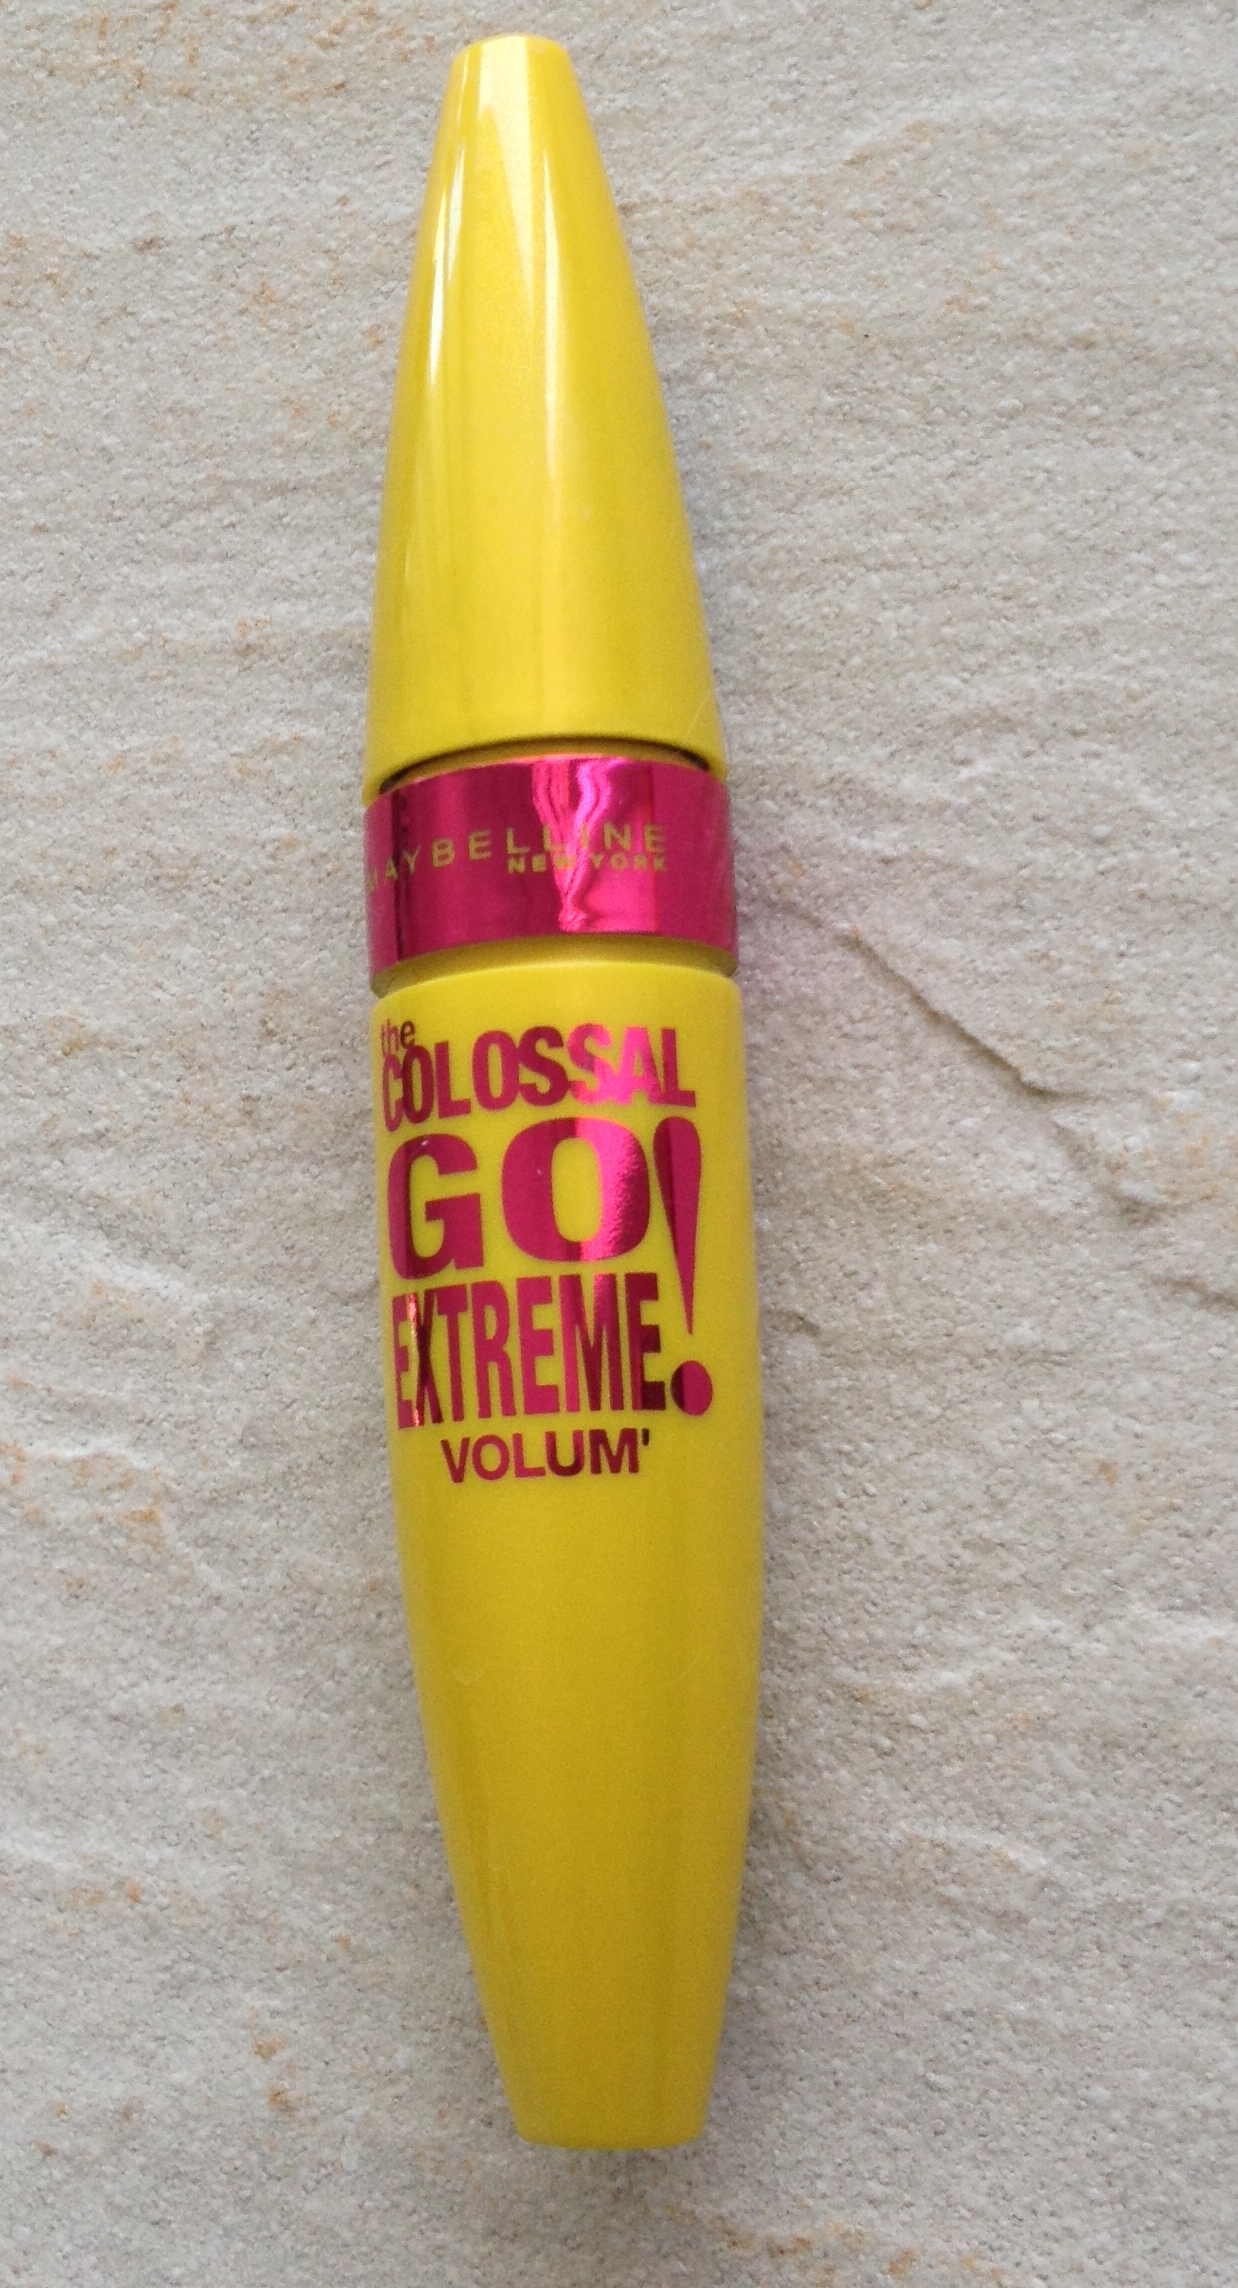 MAYBELLINE
NEW YORK
the
COLOSSAL
GO!
EXTREME
VOLUM'